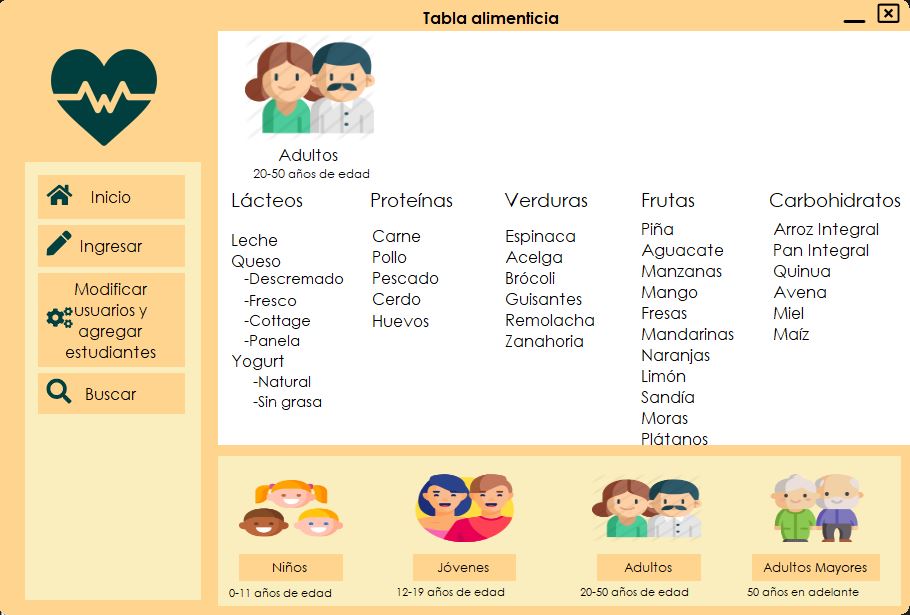 Tabla alimenticia
Inicio
Ingresar
Modificar
usuarios y
agregar
estudiantes
Buscar
Adultos
20-50 años de edad
Lácteos
Leche
Queso
-Descremado
-Fresco
-Cottage
-Panela
Yogurt
-Natural
-Sin grasa
Proteínas
Carne
Pollo
Pescado
Cerdo
Huevos
Verduras
Espinaca
Acelga
Brócoli
Guisantes
Remolacha
Zanahoria
Frutas
Piña
Aguacate
Manzanas
Mango
Fresas
Mandarinas
Naranjas
Limón
Sandía
Moras
Plátanos
Carbohidratos
Arroz Integral
Pan Integral
Quinua
Avena
Miel
Maíz
Niños
0-11 años de edad
Jóvenes
12-19 años de edad
Adultos
20-50 años de edad
Adultos Mayores
50 años en adelante